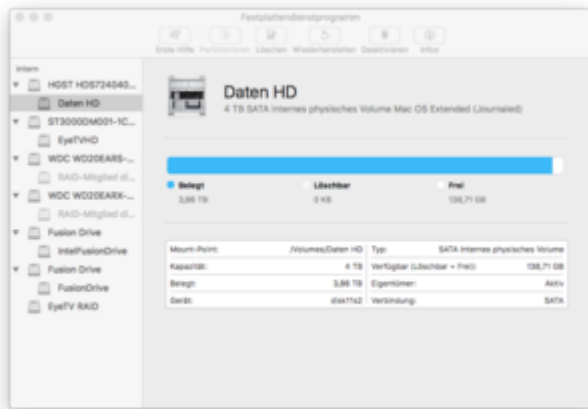 Festplattendienstprogramm
Erste Hilfe Partitionieren Löschen Wiederherstellen Deaktivieren Infos
Intern
HGST HDS724040...
Daten HD
ST3000DM001-1C...
EyeTVHD
WDC WD20EARS-...
RAID-Mitglied di...
WDC WD20EARX-...
RAID-Mitglied di...
Fusion Drive
IntelFusionDrive
Fusion Drive
FusionDrive
EyeTV RAID
Daten HD
4 TB SATA Internes physisches Volume Mac OS Extended (Journaled)
Belegt Löschbar Frei
3,86 TB 0 KB 138,71 GB
Mount-Point: /Volumes/Daten HD Typ: SATA Internes physisches Volume
Kapazität: 4 TB Verfügbar (Löschbar + Frei): 138,71 GB
Belegt: 3,86 TB Eigentümer: Aktiv
Gerät: disk11s2 Verbindung: SATA